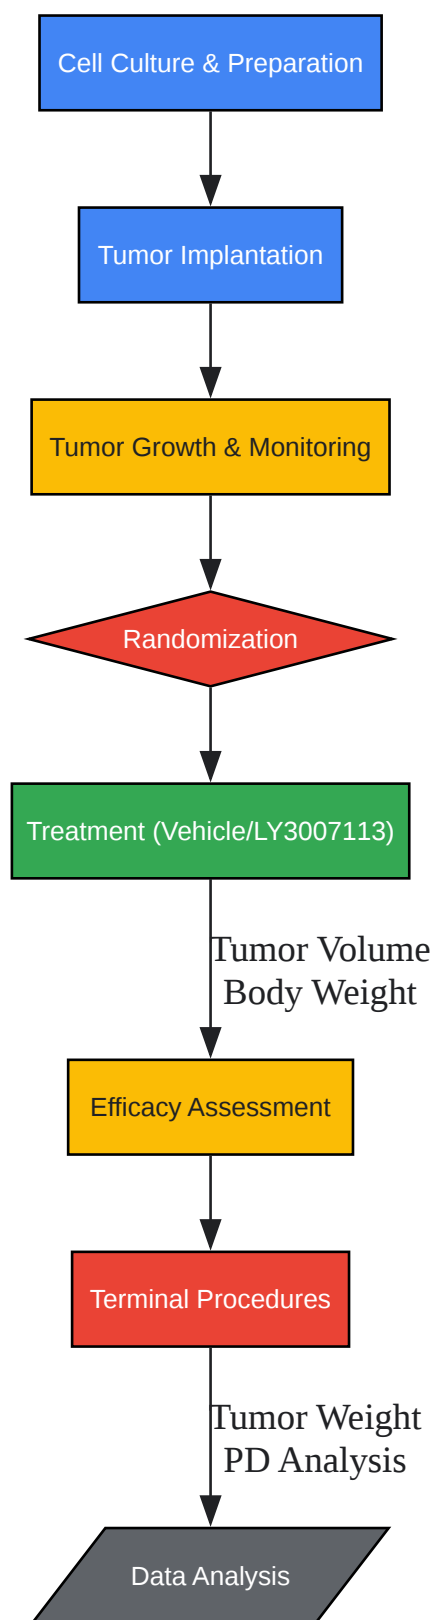 Cell Culture & Preparation
Tumor Implantation
Tumor Growth & Monitoring
Randomization
Treatment (Vehicle/LY3007113)
Tumor Volume
Body Weight
Efficacy Assessment
Terminal Procedures
Tumor Weight
PD Analysis
Data Analysis